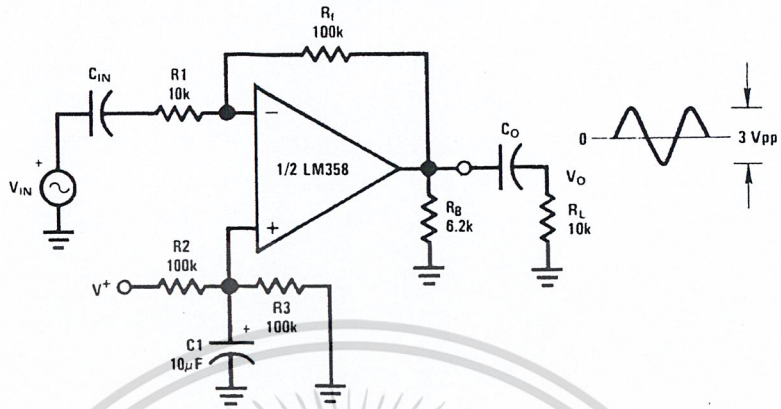 Rf
100k
CIN
R1
10k
+
VIN
−
1/2 LM358
+
CO
VO
RB
6.2k
RL
10k
0
3 Vpp
R2
100k
V+
R3
100k
+
C1
10μF